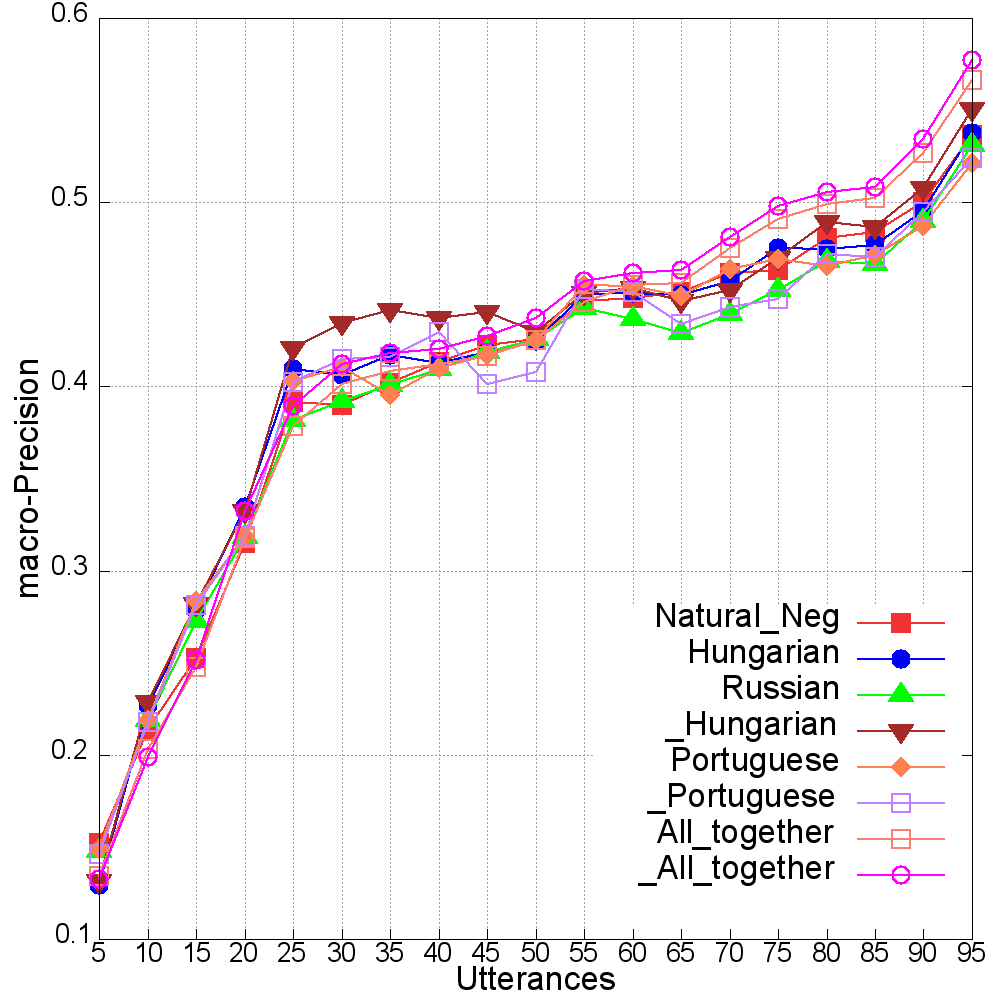 0.6
0.5
0.4
0.3
0.2
0.1
macro-Precision
Natural_Neg
Hungarian
Russian
_Hungarian
Portuguese
_Portuguese
All_together
_All_together
5 10 15 20 25 30 35 40 45 50 55 60 65 70 75 80 85 90 95
Utterances